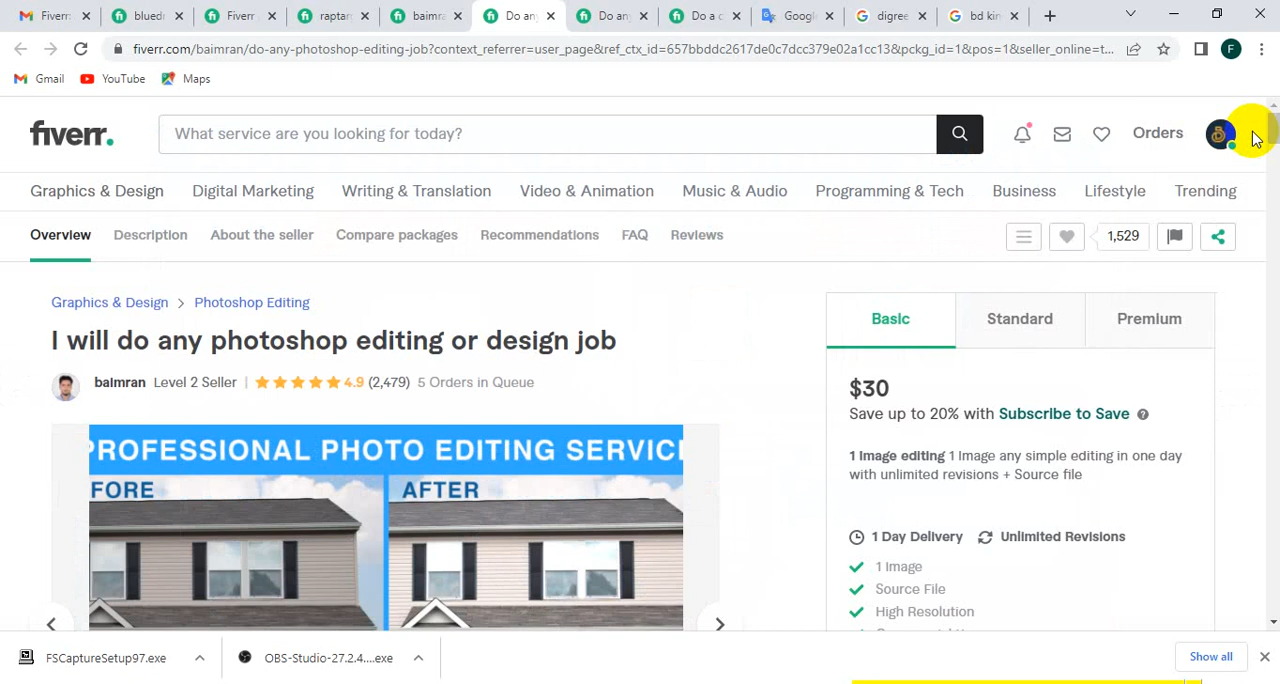 Fiverr
bluedi
Fiverr
raptar
baimra
Do any
Do any
Do a c
Google
digree
bd kin
fiverr.com/baimran/do-any-photoshop-editing-job?context_referrer=user_page&ref_ctx_id=657bbddc2617de0c7dcc379e02a1cc13&pckg_id=1&pos=1&seller_online=t...
F
Gmail YouTube Maps
fiverr. What service are you looking for today? Orders
Graphics & Design Digital Marketing Writing & Translation Video & Animation Music & Audio Programming & Tech Business Lifestyle Trending
Overview Description About the seller Compare packages Recommendations FAQ Reviews 1,529
Graphics & Design > Photoshop Editing
I will do any photoshop editing or design job
baimran Level 2 Seller | 4.9 (2,479) 5 Orders in Queue
PROFESSIONAL PHOTO EDITING SERVIC
FORE AFTER
Basic Standard Premium
$30
Save up to 20% with Subscribe to Save ?
1 Image editing 1 Image any simple editing in one day
with unlimited revisions + Source file
1 Day Delivery Unlimited Revisions
1 Image
Source File
High Resolution
FSCaptureSetup97.exe OBS-Studio-27.2.4....exe Show all